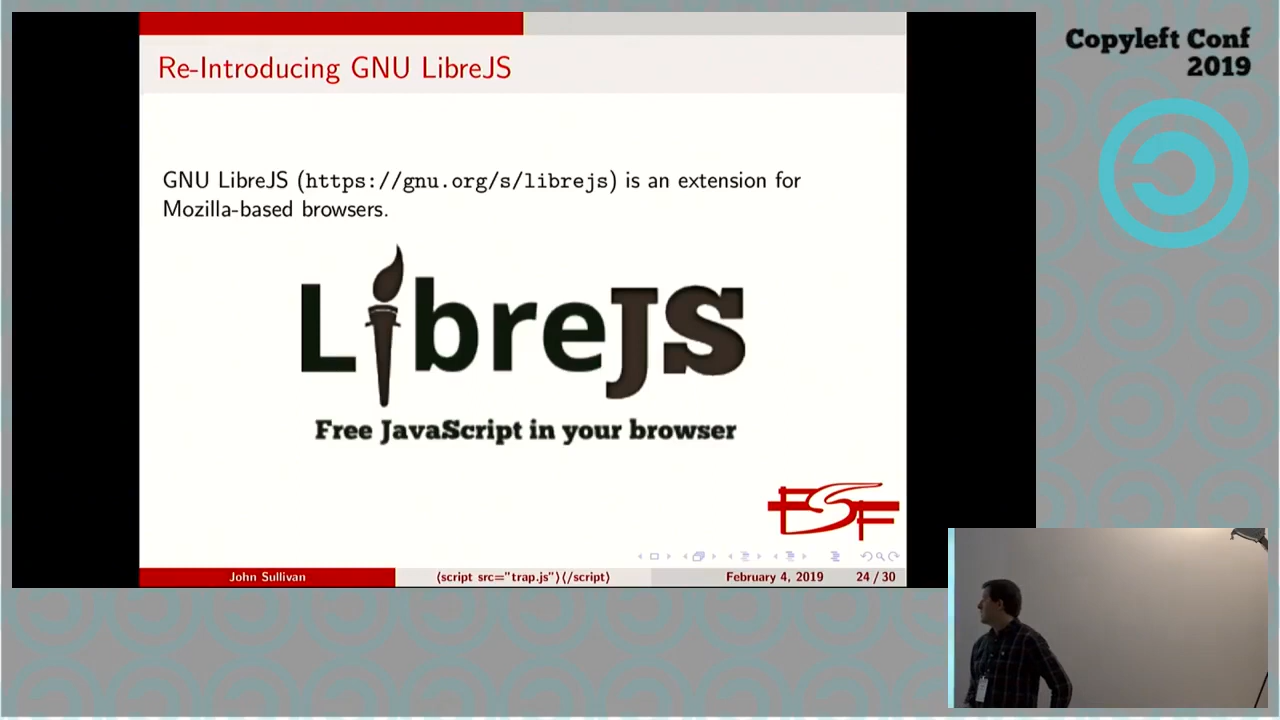 Re-Introducing GNU LibreJS
GNU LibreJS (https://gnu.org/s/librejs) is an extension for
Mozilla-based browsers.
LibreJS
Free JavaScript in your browser
FSF
John Sullivan
⟨script src="trap.js"⟩⟨/script⟩
February 4, 2019
24 / 30
Copyleft Conf
2019